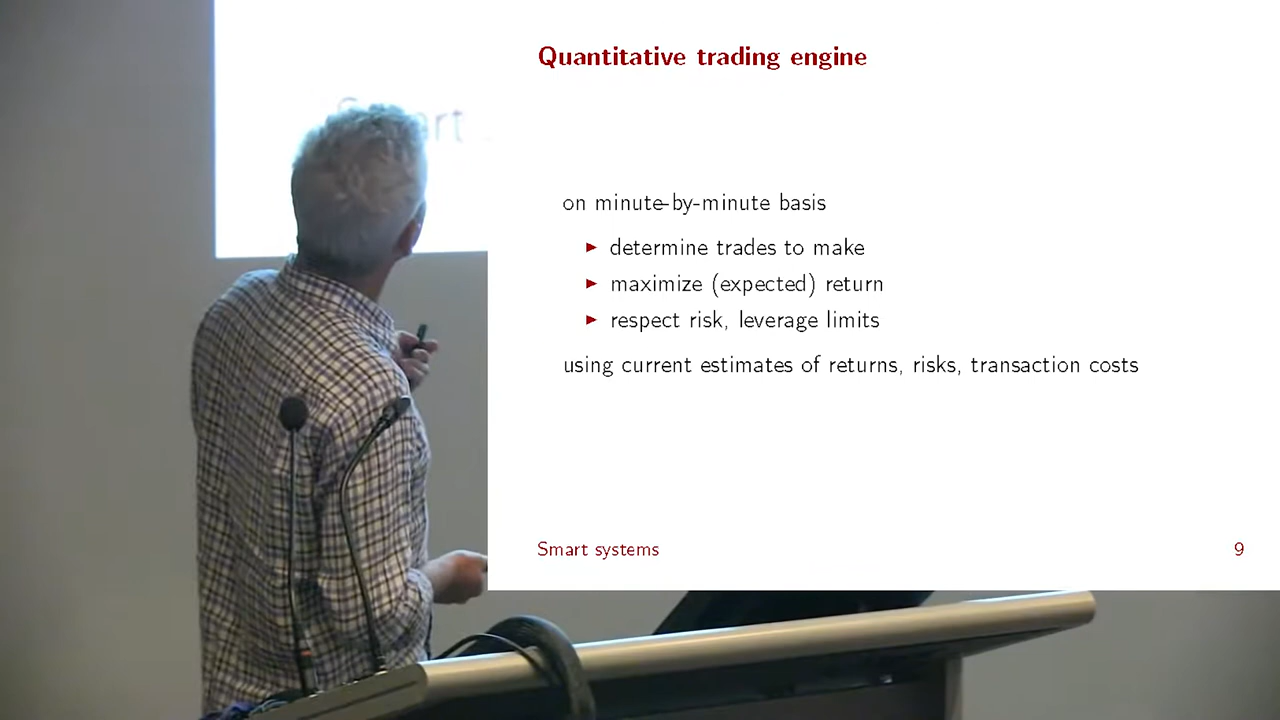 Quantitative trading engine
on minute-by-minute basis
► determine trades to make
► maximize (expected) return
► respect risk, leverage limits
using current estimates of returns, risks, transaction costs
Smart systems
9